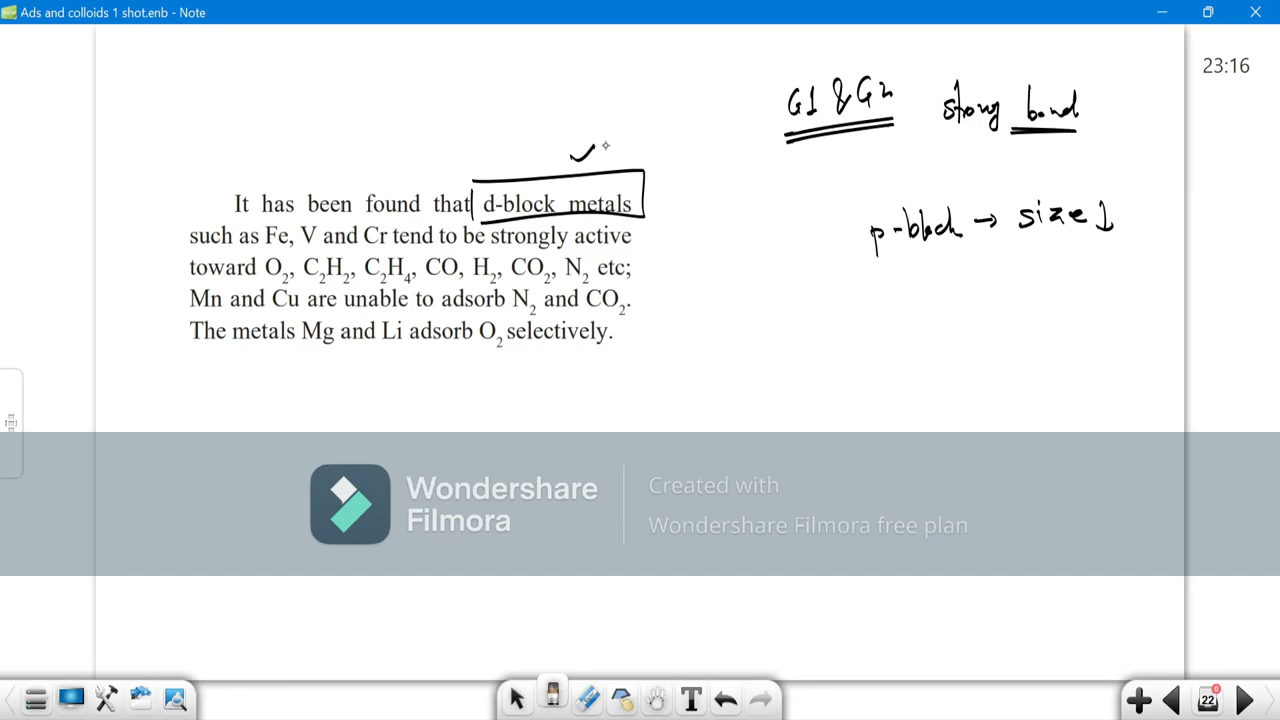 Ads and colloids 1 shot.enb - Note
23:16
G1 & G2 strong bond
p-block → size ↓
It has been found that d-block metals
such as Fe, V and Cr tend to be strongly active
toward O₂, C₂H₂, C₂H₄, CO, H₂, CO₂, N₂ etc;
Mn and Cu are unable to adsorb N₂ and CO₂.
The metals Mg and Li adsorb O₂ selectively.
Wondershare
Filmora
Created with
Wondershare Filmora free plan
T
22